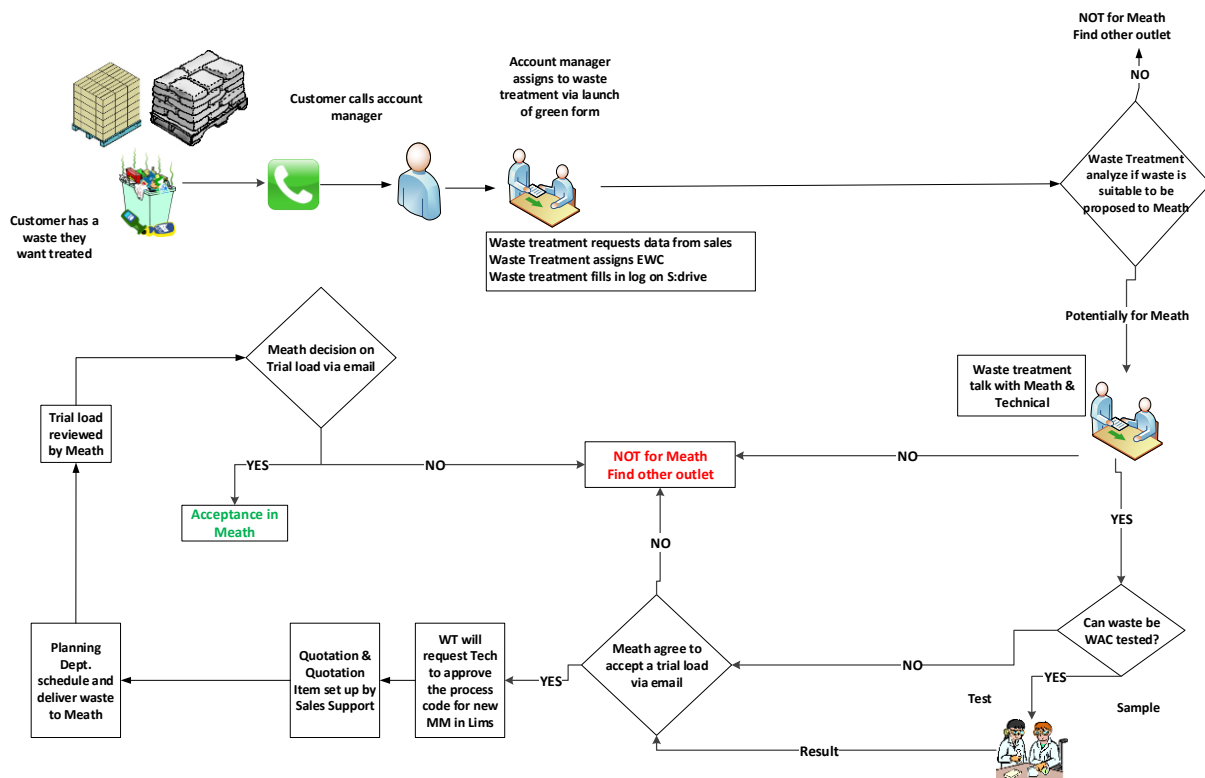 NOT for Meath
Find other outlet
NO
Account manager
assigns to waste
treatment via launch
of green form
Customer calls account
manager
Waste Treatment
analyze if waste is
suitable to be
proposed to Meath
Customer has a
waste they
want treated
Waste treatment requests data from sales
Waste Treatment assigns EWC
Waste treatment fills in log on S:drive
Potentially for Meath
Meath decision on
Trial load via email
Waste treatment
talk with Meath &
Technical
Trial load
reviewed
by Meath
YES
NO
NOT for Meath
Find other outlet
NO
Acceptance in
Meath
YES
NO
Can waste be
WAC tested?
Planning
Dept.
schedule and
deliver waste
to Meath
Quotation &
Quotation
Item set up by
Sales Support
WT will
request Tech
to approve
the process
code for new
MM in Lims
YES
Meath agree to
accept a trial load
via email
NO
YES
Test
Sample
Result